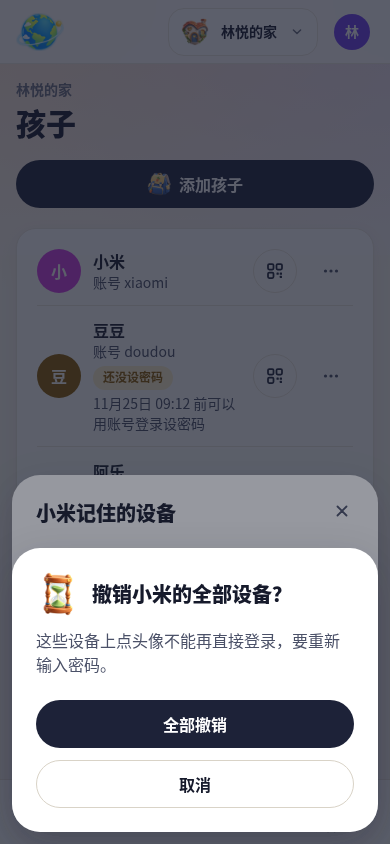 林悦的家
林
林悦的家
孩子
添加孩子
小
小米
账号 xiaomi
豆
豆豆
账号 doudou
还没设密码
11月25日 09:12 前可以
用账号登录设密码
阿乐
小米记住的设备
撤销小米的全部设备?
这些设备上点头像不能再直接登录，要重新
输入密码。
全部撤销
取消